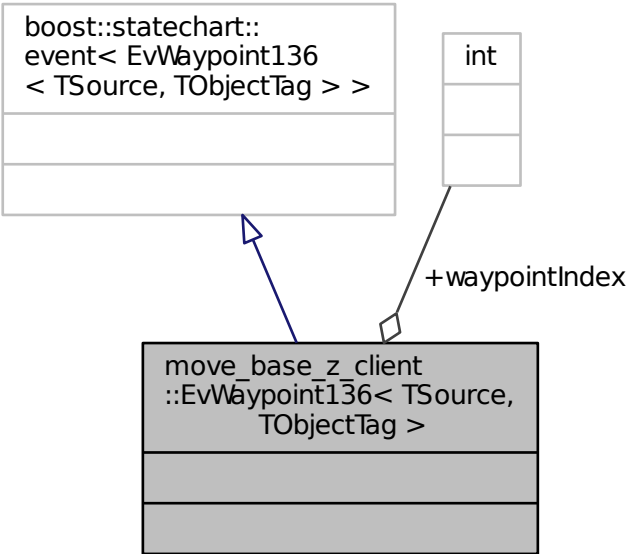 boost::statechart::
event< EvWaypoint136
< TSource, TObjectTag > >
int
+waypointIndex
move_base_z_client
::EvWaypoint136< TSource,
TObjectTag >